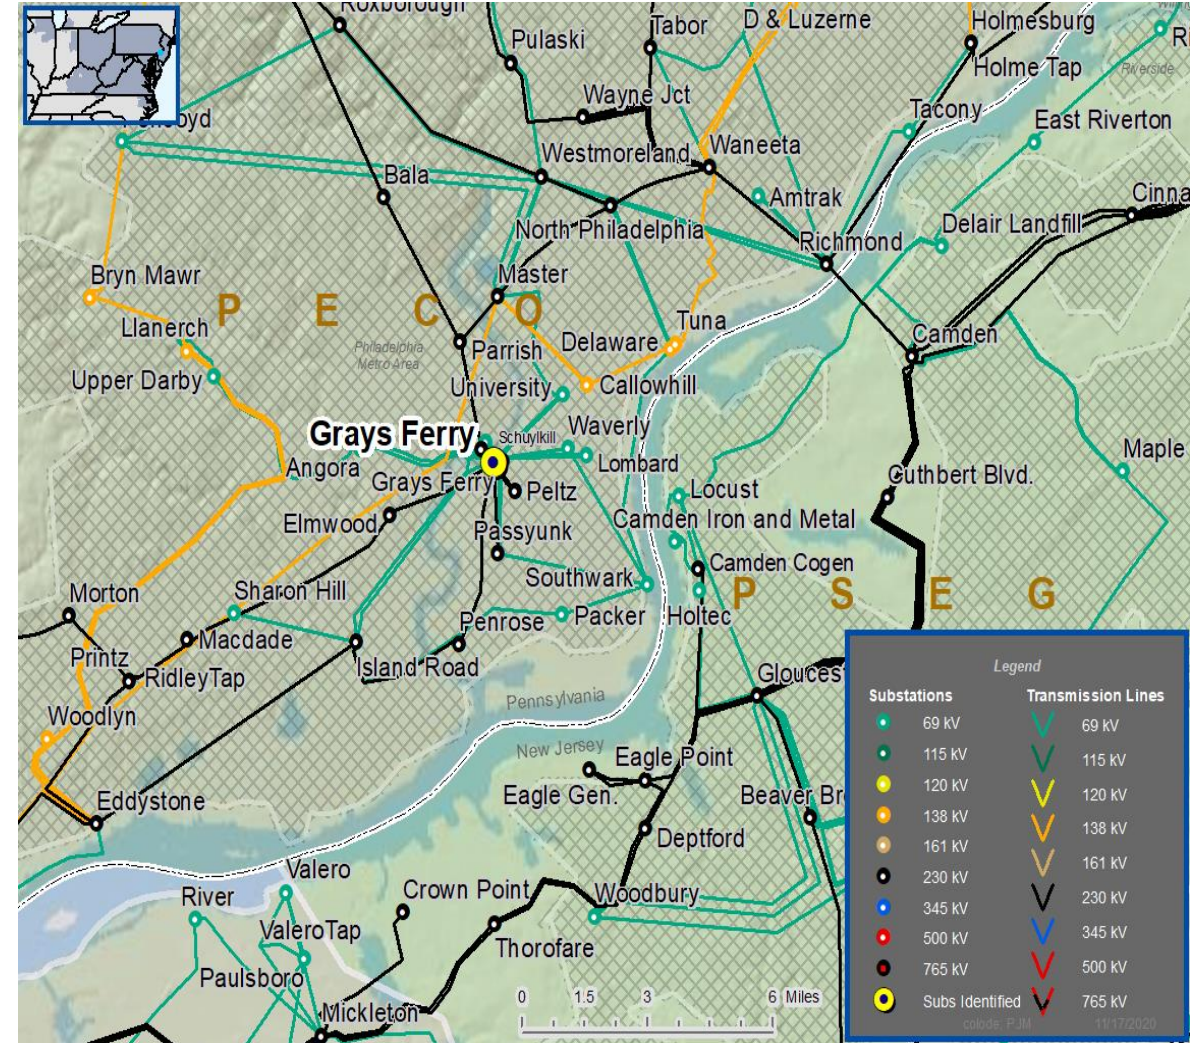 Roxborough
Tabor
D & Luzerne
Holmesburg
Pulaski
Holme Tap
Riverside
Wayne Jct
Tacony
East Riverton
Westmoreland
Waneeta
Bala
Amtrak
Cinna
Delair Landfill
North Philadelphia
Richmond
Bryn Mawr
Master
P E C O
Llanerch
Tuna
Philadelphia
Metro Area
Parrish
Delaware
Camden
Upper Darby
University
Callowhill
Grays Ferry
Schuylkill
Waverly
Lombard
Maple
Angora
Grays Ferry
Peltz
Locust
Cuthbert Blvd.
Elmwood
Passyunk
Camden Iron and Metal
Camden Cogen
Southwark
P S E G
Morton
Sharon Hill
Penrose
Packer
Holtec
Macdade
Printz
RidleyTap
Island Road
Gloucest
Pennsylvania
Woodlyn
New Jersey
Eagle Point
Eagle Gen.
Beaver Br
Eddystone
Deptford
Valero
River
Crown Point
Woodbury
ValeroTap
Thorofare
Paulsboro
Mickleton
0 1.5 3 6 Miles
Legend
Substations Transmission Lines
69 kV 69 kV
115 kV 115 kV
120 kV 120 kV
138 kV 138 kV
161 kV 161 kV
230 kV 230 kV
345 kV 345 kV
500 kV 500 kV
765 kV 765 kV
Subs Identified
colode, PJM 11/17/2020